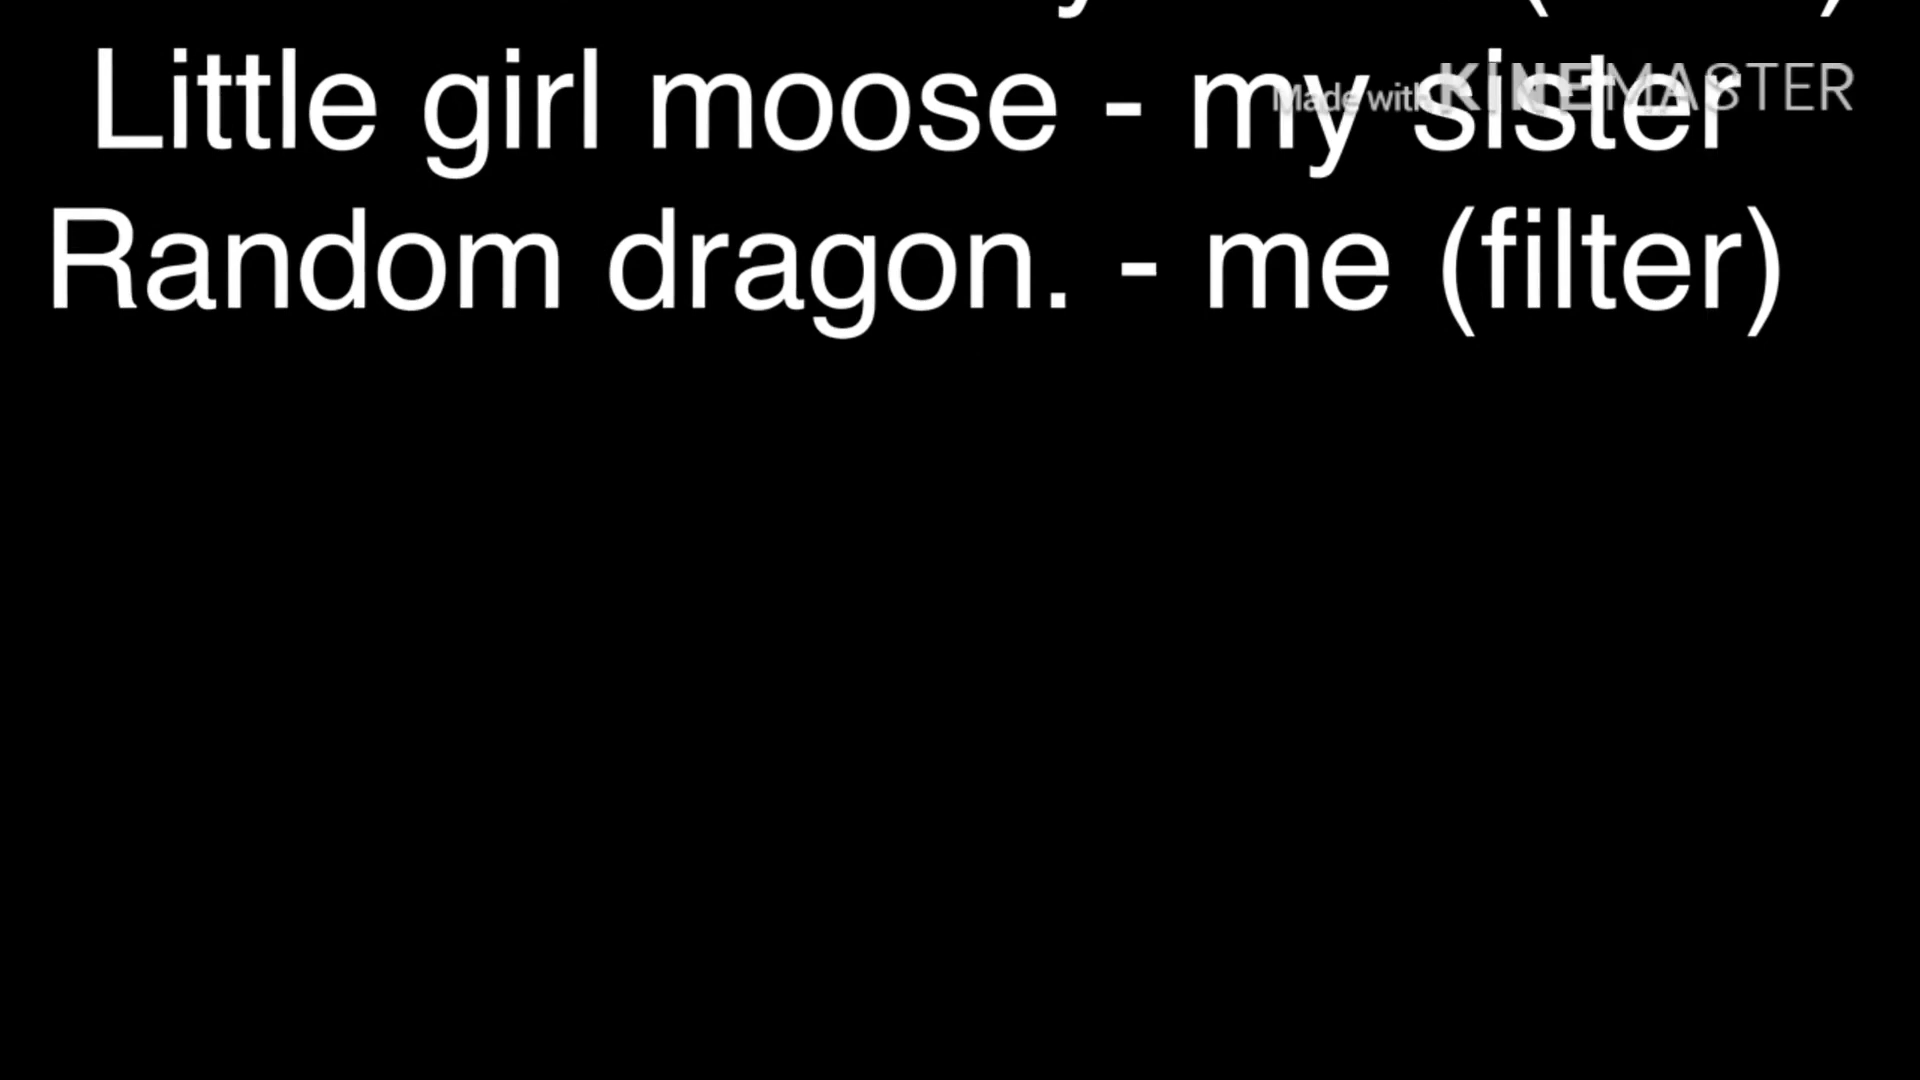 Little girl moose - my sister
Made with KINEMASTER
Random dragon. - me (filter)